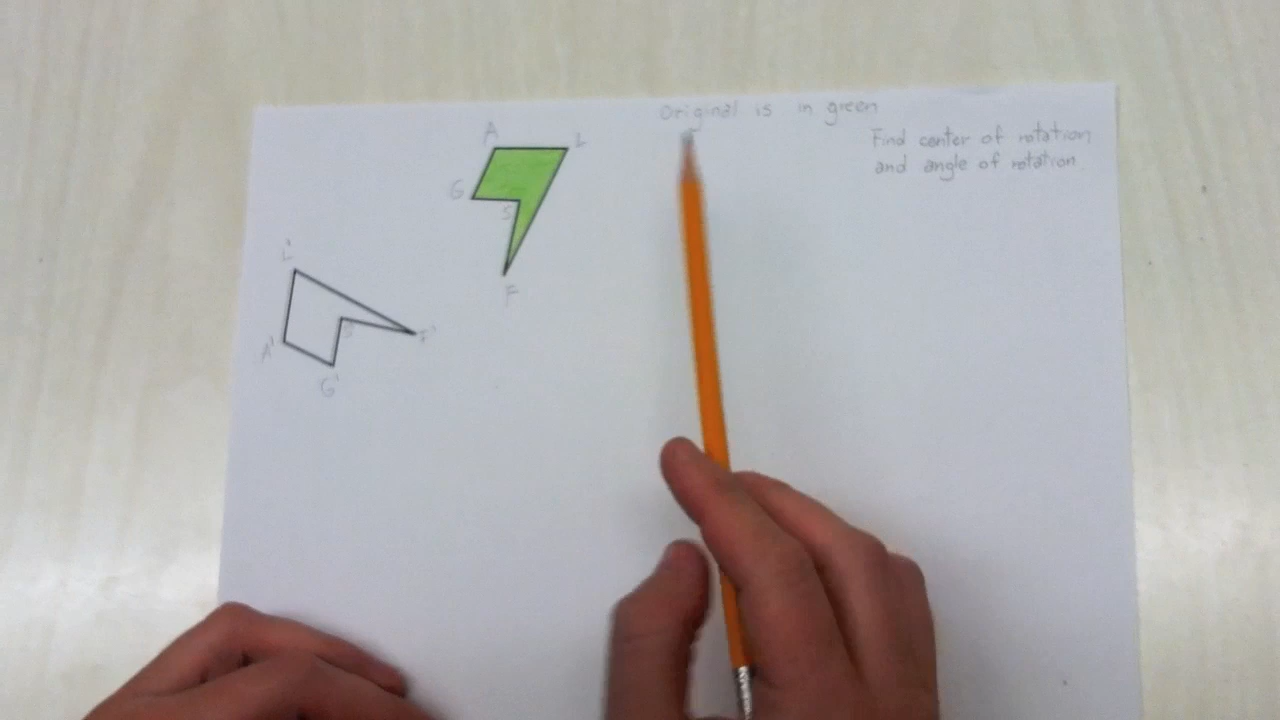 Original is in green
Find center of rotation
and angle of rotation
A
L
G
S
F
L'
A'
F'
G'